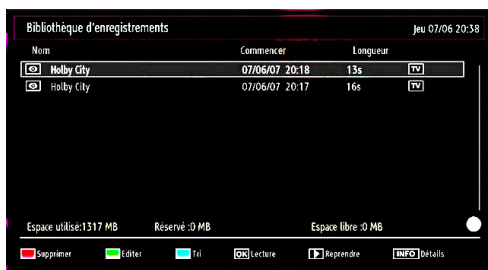 Bibliothèque d'enregistrements Jeu 07/06 20:38
Nom Commencer Longueur
Holby City 07/06/07 20:18 13s TV
Holby City 07/06/07 20:17 16s TV
Espace utilisé:1317 MB Réservé :0 MB Espace libre :0 MB
Supprimer Editer Tri OK Lecture Reprendre INFO Détails